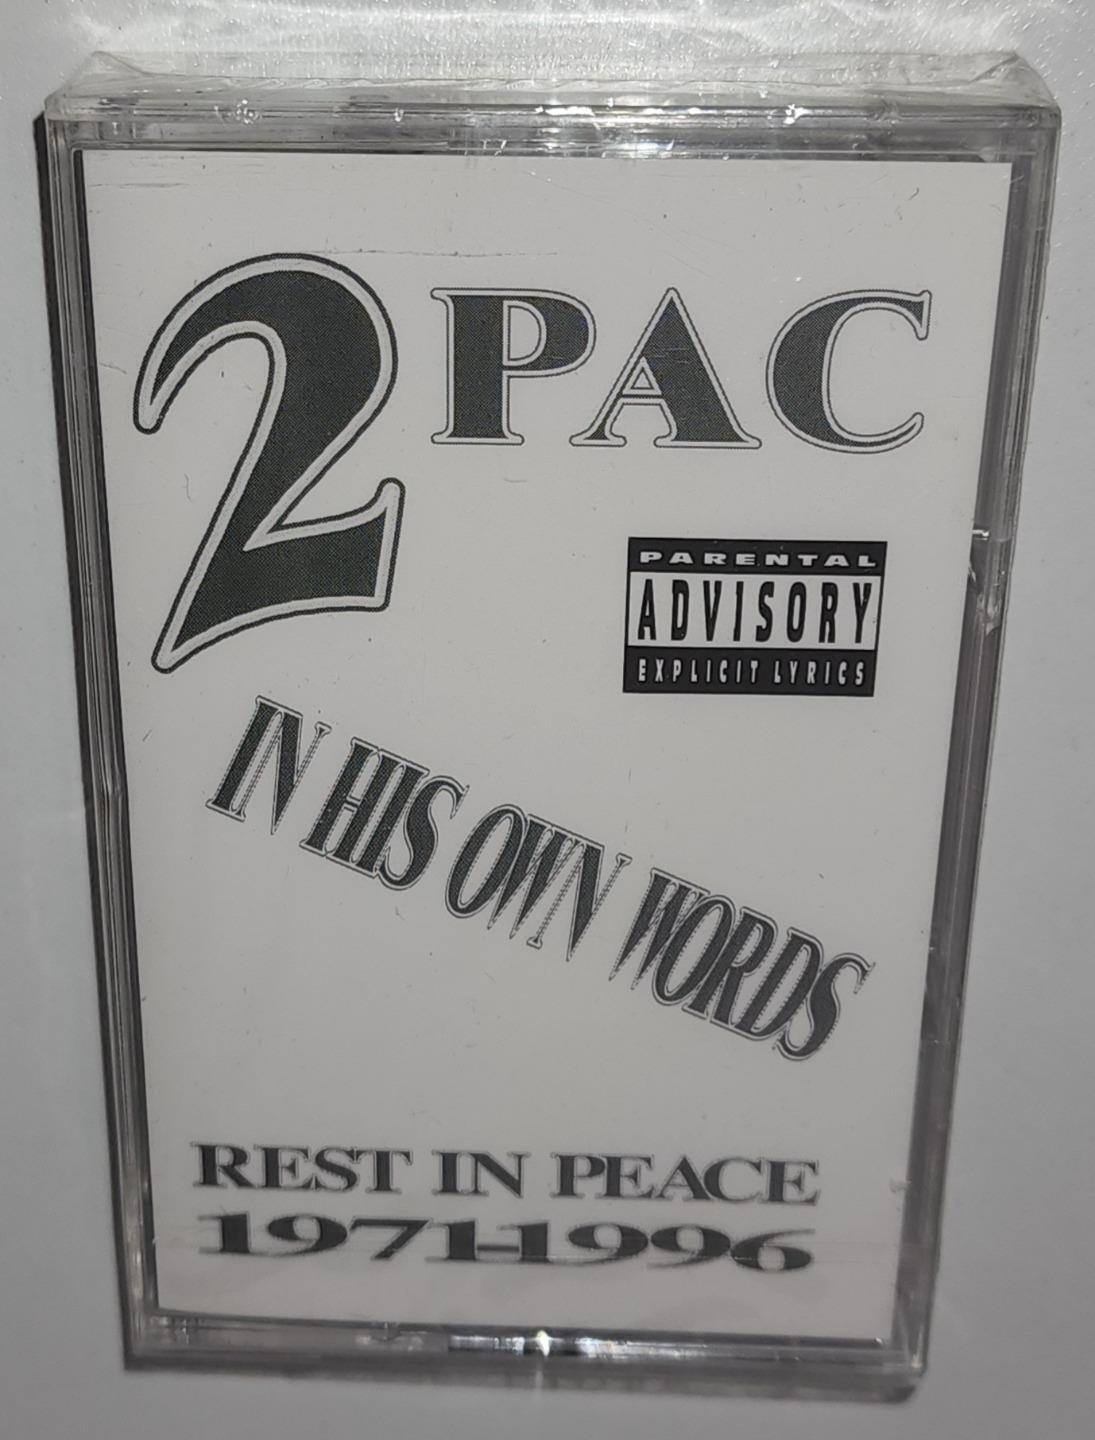 2PAC
PARENTAL
ADVISORY
EXPLICIT LYRICS
IN HIS OWN WORDS
REST IN PEACE
1971-1996